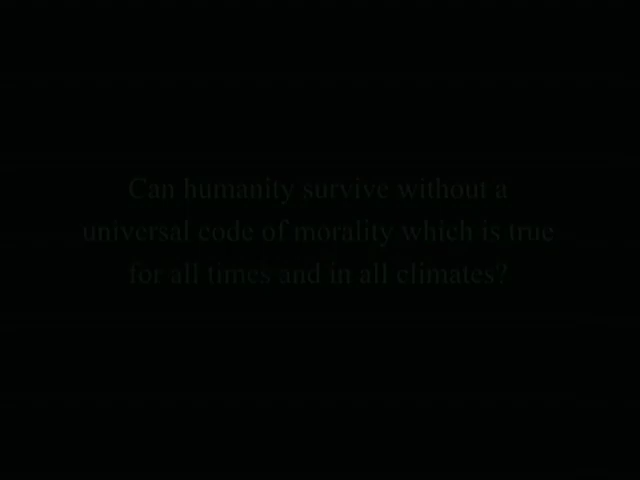 Can humanity survive without a
universal code of morality which is true
for all times and in all climates?